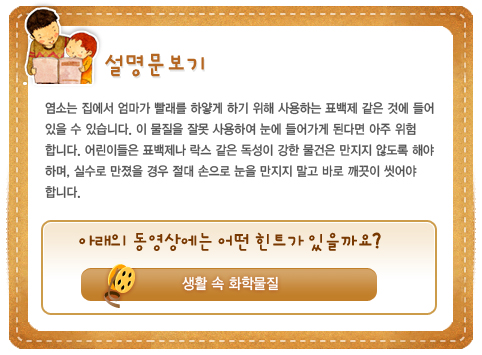 설명문보기
염소는 집에서 엄마가 빨래를 하얗게 하기 위해 사용하는 표백제 같은 것에 들어
있을 수 있습니다. 이 물질을 잘못 사용하여 눈에 들어가게 된다면 아주 위험
합니다. 어린이들은 표백제나 락스 같은 독성이 강한 물건은 만지지 않도록 해야
하며, 실수로 만졌을 경우 절대 손으로 눈을 만지지 말고 바로 깨끗이 씻어야
합니다.
아래의 동영상에는 어떤 힌트가 있을까요?
생활 속 화학물질